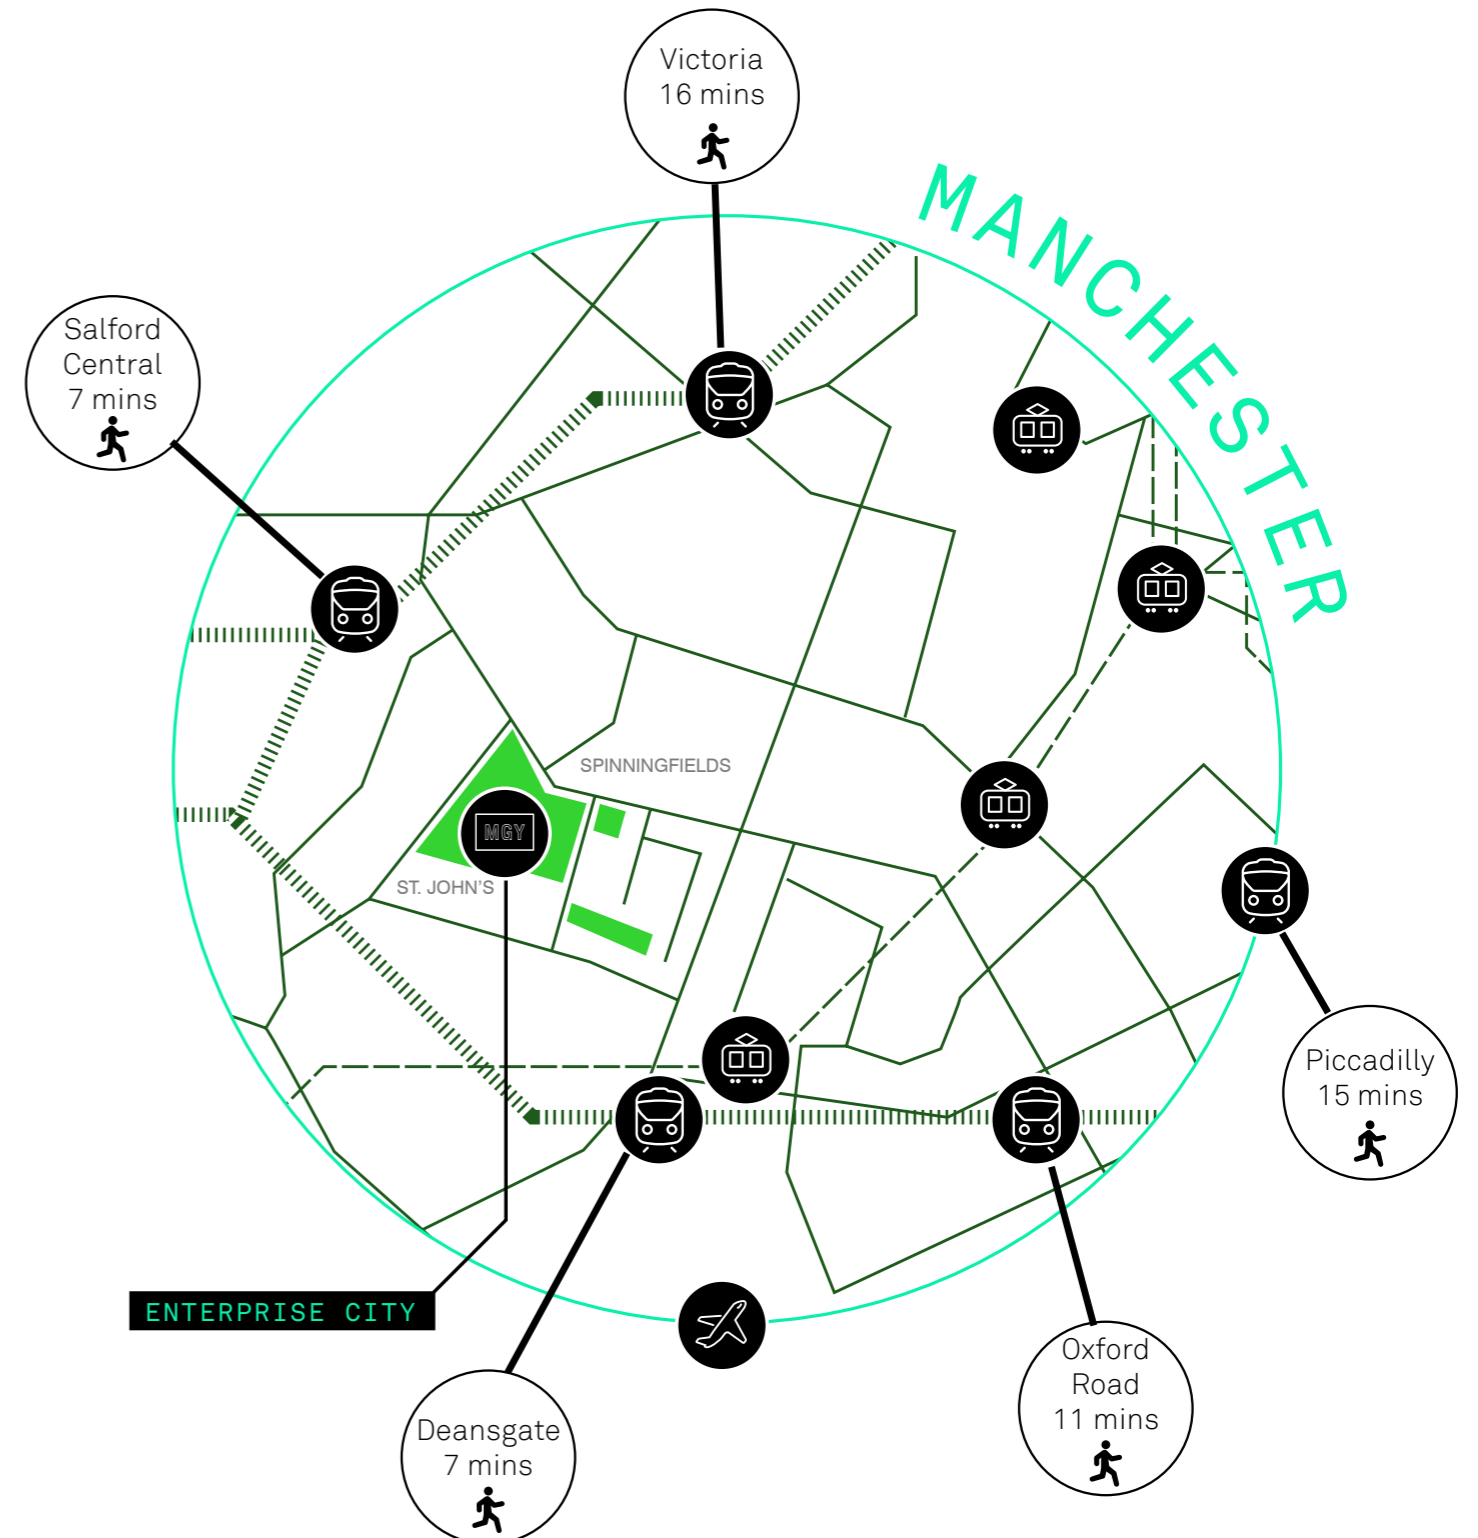 Victoria
16 mins
MANCHESTER
Salford
Central
7 mins
SPINNINGFIELDS
MGY
ST. JOHN'S
Piccadilly
15 mins
ENTERPRISE CITY
Oxford
Road
11 mins
Deansgate
7 mins